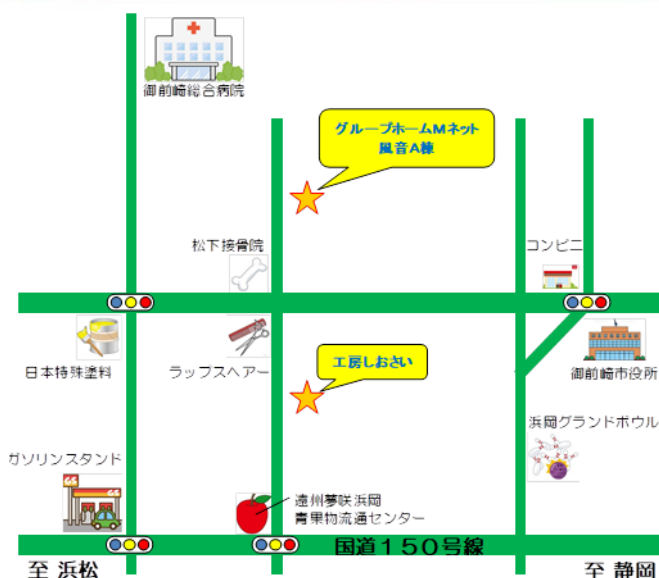 御前崎総合病院
グループホームMネット
風音A棟
松下接骨院
コンビニ
日本特殊塗料
ラップスヘアー
工房しおさい
御前崎市役所
浜岡グランドボウル
ガソリンスタンド
遠州夢咲浜岡
青果物流通センター
国道150号線
至 浜松
至 静岡